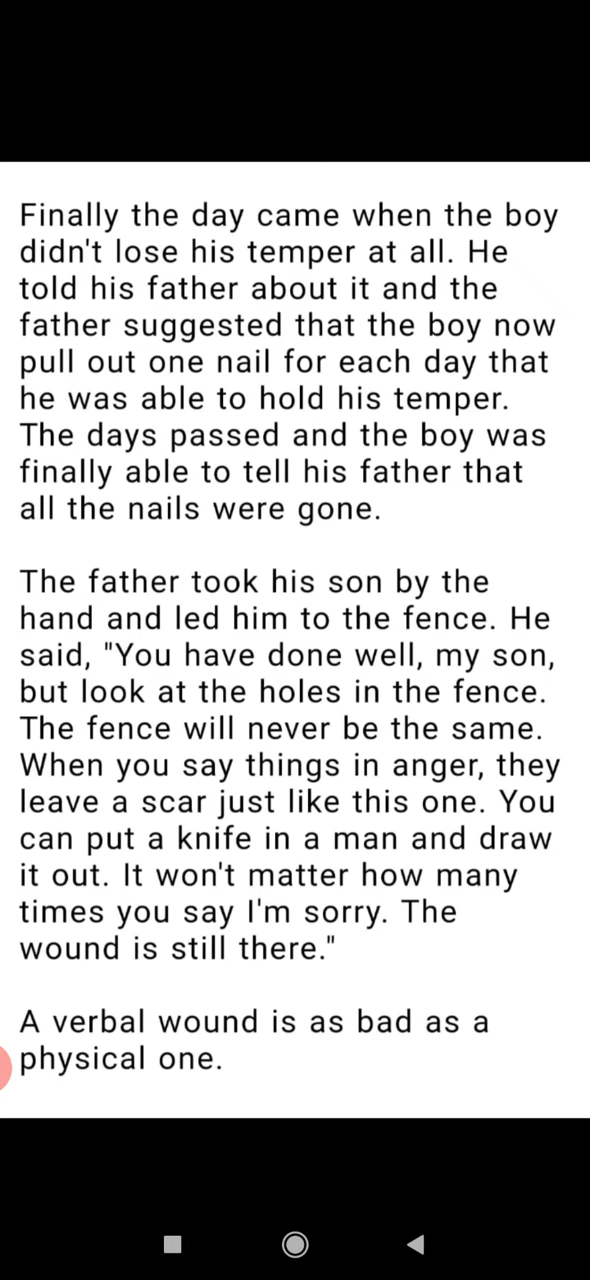 Finally the day came when the boy
didn't lose his temper at all. He
told his father about it and the
father suggested that the boy now
pull out one nail for each day that
he was able to hold his temper.
The days passed and the boy was
finally able to tell his father that
all the nails were gone.
The father took his son by the
hand and led him to the fence. He
said, "You have done well, my son,
but look at the holes in the fence.
The fence will never be the same.
When you say things in anger, they
leave a scar just like this one. You
can put a knife in a man and draw
it out. It won't matter how many
times you say I'm sorry. The
wound is still there."
A verbal wound is as bad as a
physical one.